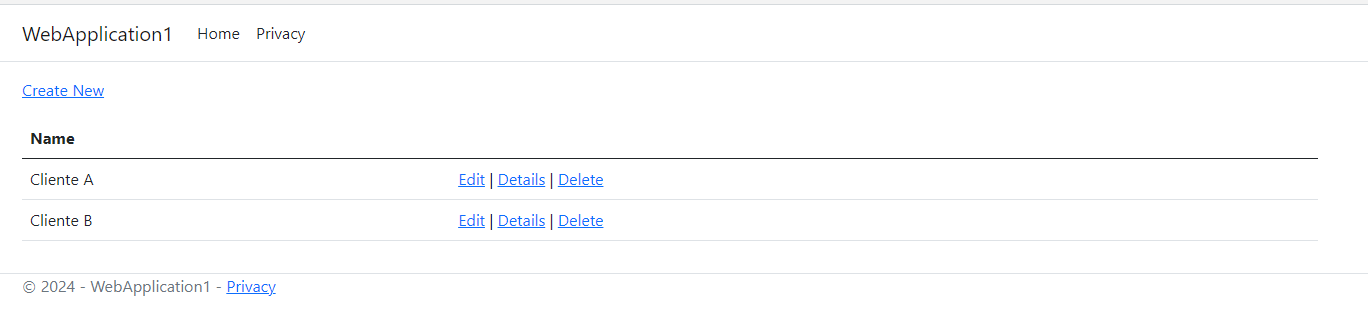 WebApplication1 Home Privacy
Create New
Name
Cliente A Edit | Details | Delete
Cliente B Edit | Details | Delete
© 2024 - WebApplication1 - Privacy